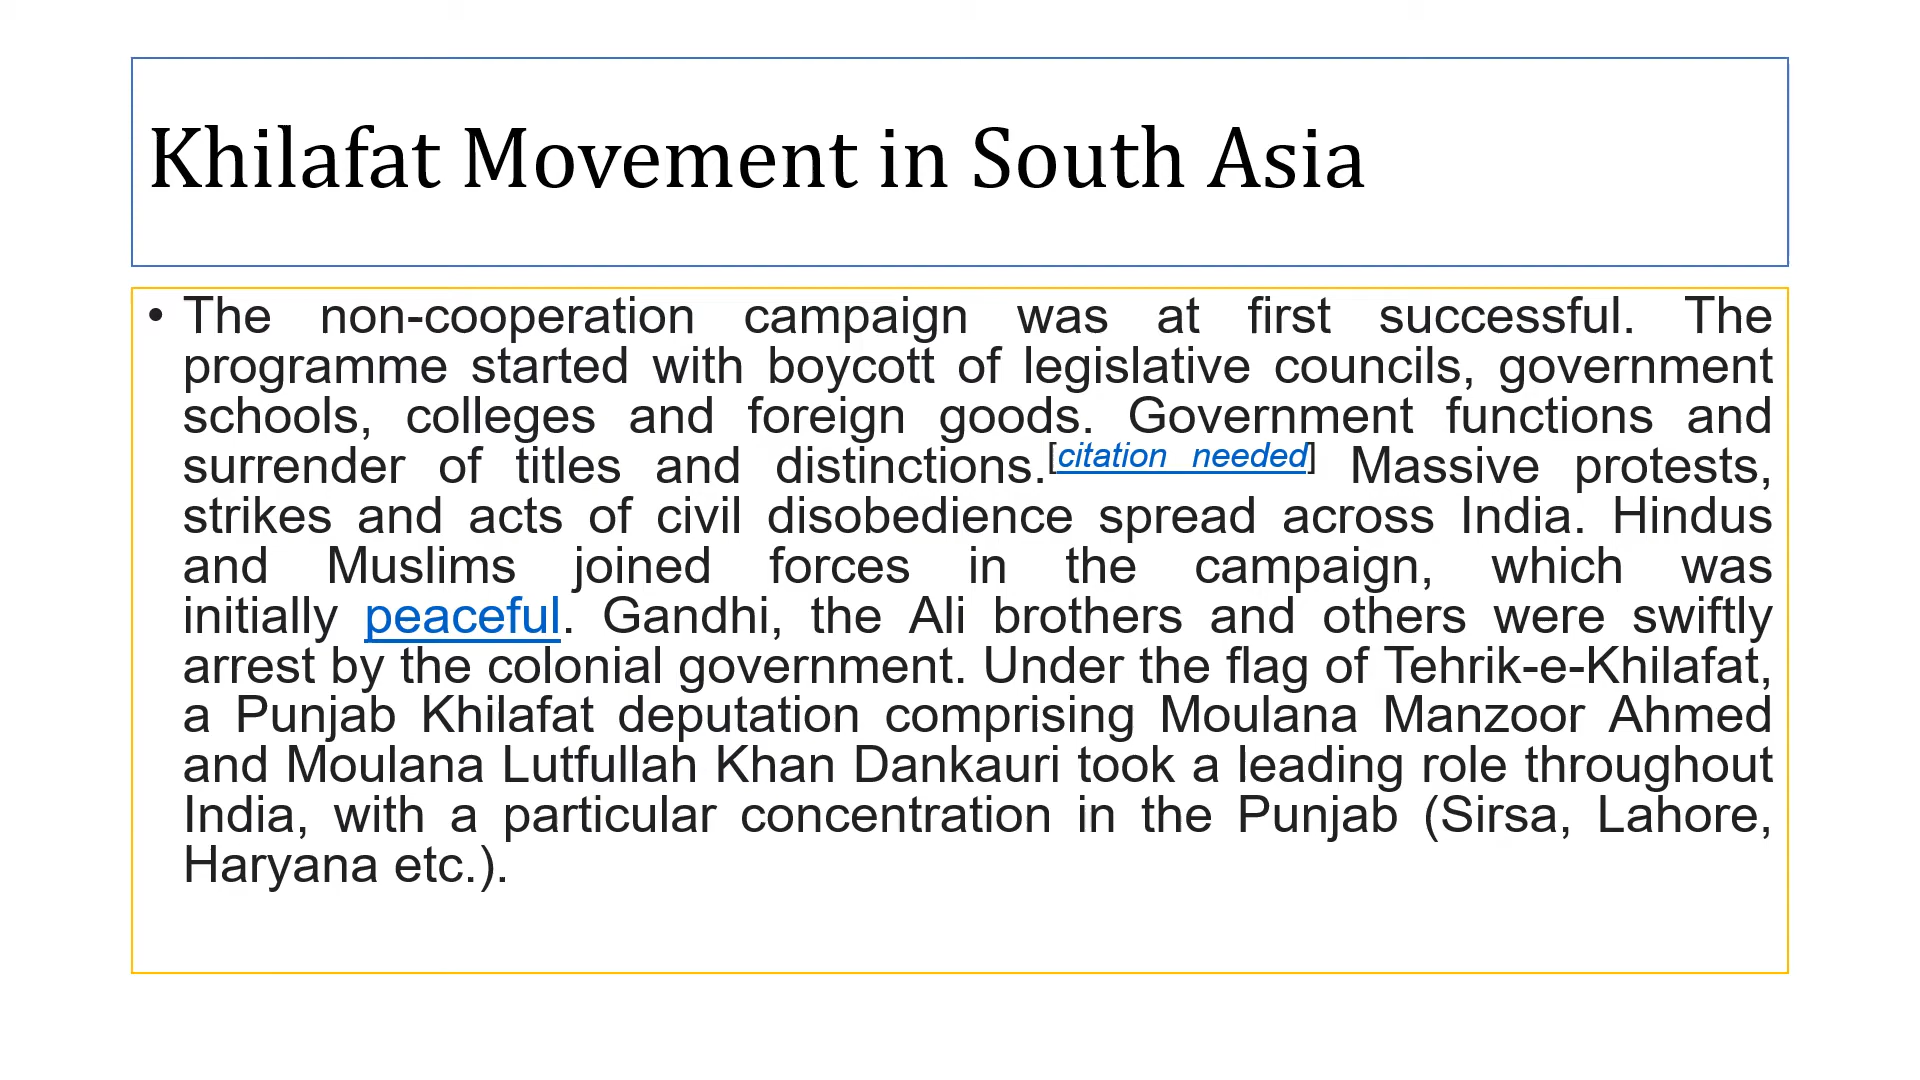 Khilafat Movement in South Asia
• The non-cooperation campaign was at first successful. The
programme started with boycott of legislative councils, government
schools, colleges and foreign goods. Government functions and
surrender of titles and distinctions.[citation needed] Massive protests,
strikes and acts of civil disobedience spread across India. Hindus
and Muslims joined forces in the campaign, which was
initially peaceful. Gandhi, the Ali brothers and others were swiftly
arrest by the colonial government. Under the flag of Tehrik-e-Khilafat,
a Punjab Khilafat deputation comprising Moulana Manzoor Ahmed
and Moulana Lutfullah Khan Dankauri took a leading role throughout
India, with a particular concentration in the Punjab (Sirsa, Lahore,
Haryana etc.).